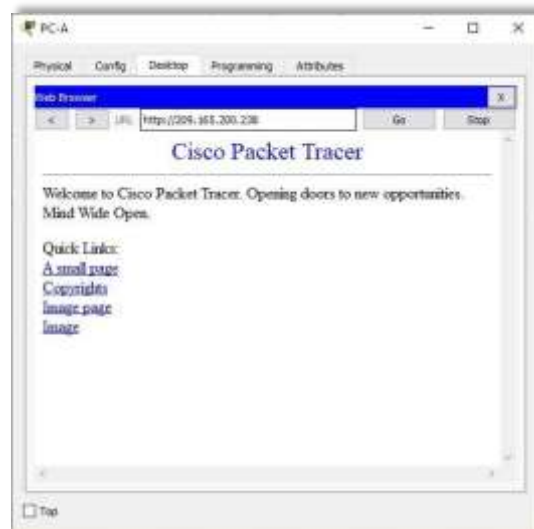 PC-A
Physical Config Desktop Programming Attributes
Web Browser X
< > URL http://209.165.200.238 Go Stop
Cisco Packet Tracer
Welcome to Cisco Packet Tracer. Opening doors to new opportunities.
Mind Wide Open.
Quick Links:
A small page
Copyrights
Image page
Image
Top